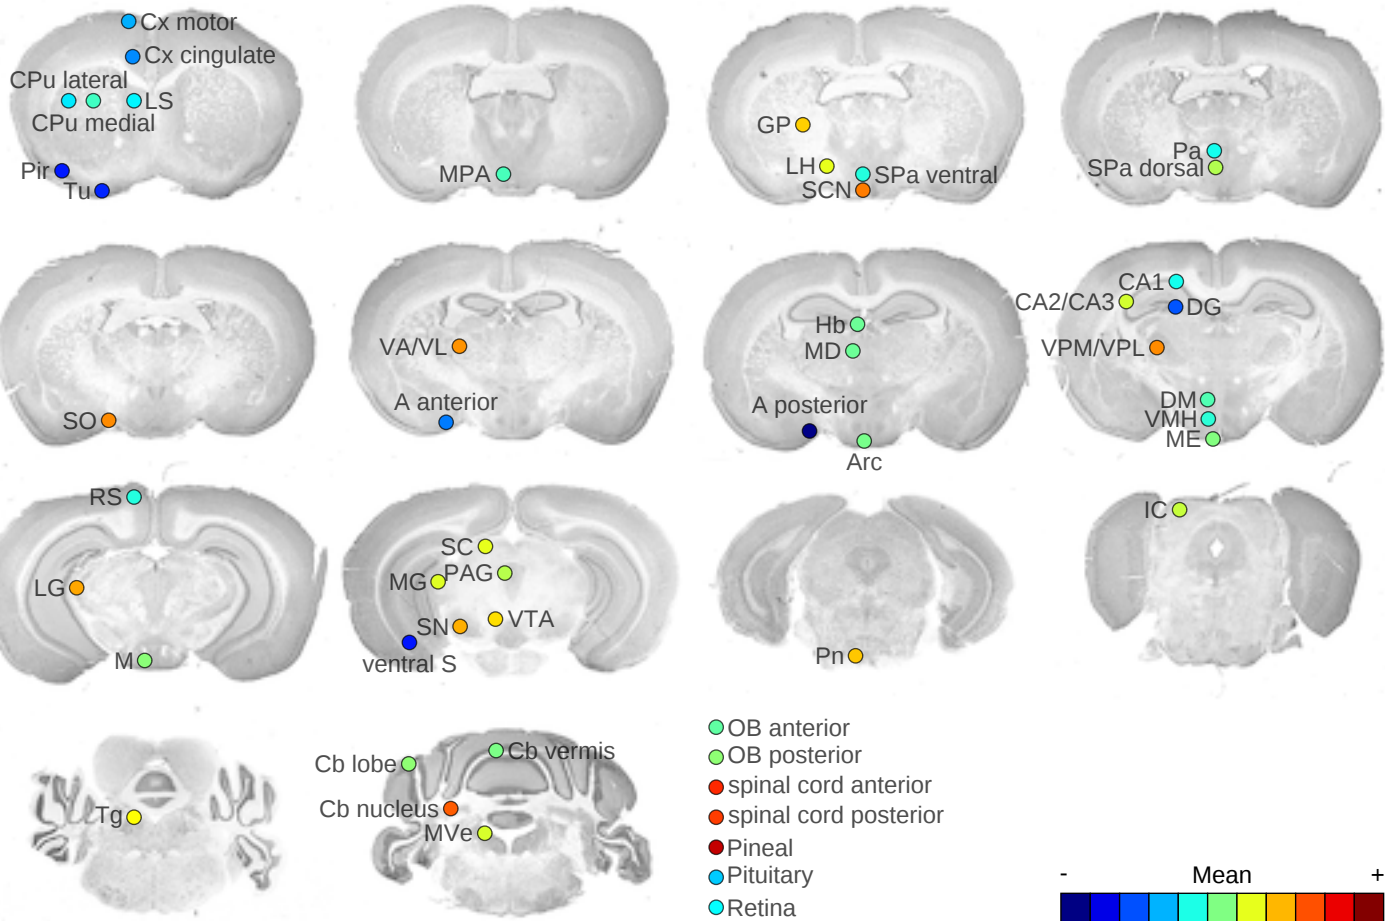 Cx motor
Cx cingulate
CPu lateral
LS
CPu medial
Pir
Tu
MPA
GP
LH
SPa ventral
SCN
Pa
SPa dorsal
SO
VA/VL
A anterior
Hb
MD
A posterior
Arc
CA1
CA2/CA3
DG
VPM/VPL
DM
VMH
ME
RS
LG
M
SC
MG
PAG
SN
VTA
ventral S
Pn
IC
Tg
Cb lobe
Cb vermis
Cb nucleus
MVe
OB anterior
OB posterior
spinal cord anterior
spinal cord posterior
Pineal
Pituitary
Retina
- Mean +